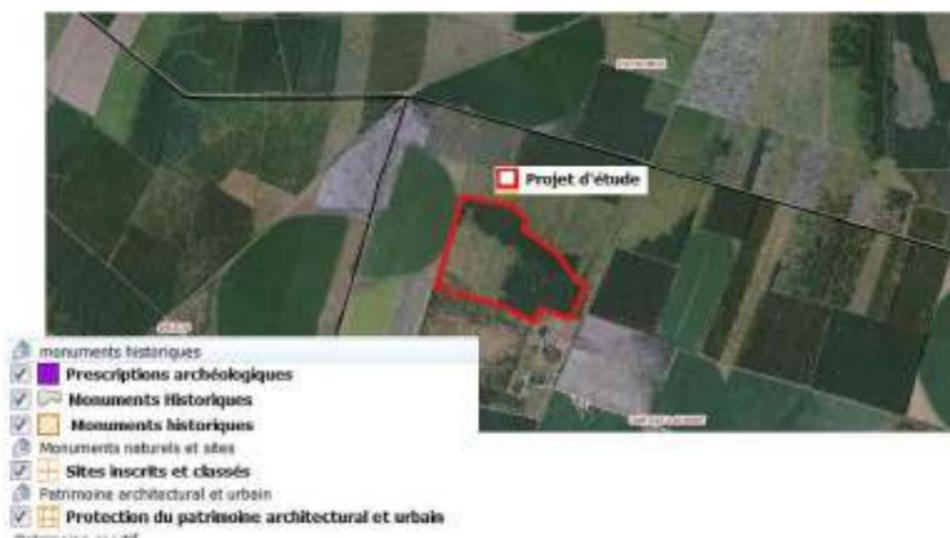 Projet d'étude
monuments historiques
Prescriptions archéologiques
Monuments Historiques
Monuments historiques
Monuments naturels et sites
Sites inscrits et classés
Patrimoine architectural et urbain
Protection du patrimoine architectural et urbain